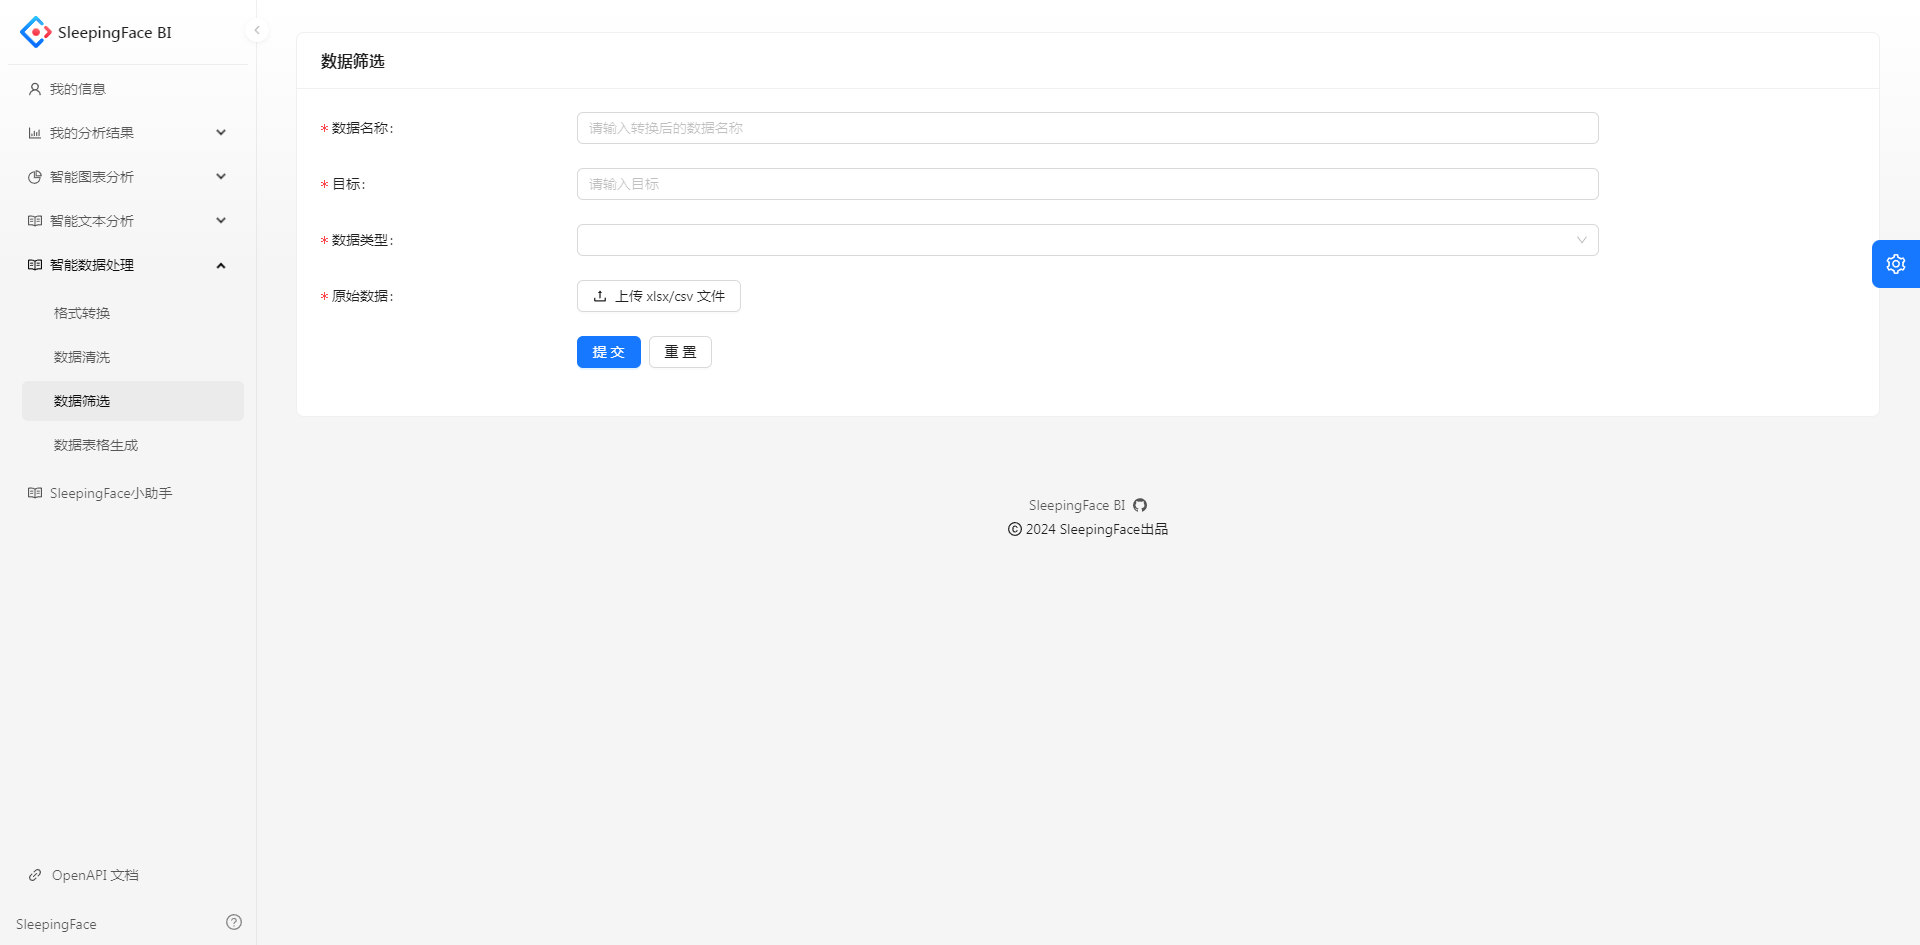 SleepingFace BI
我的信息
我的分析结果
智能图表分析
智能文本分析
智能数据处理
格式转换
数据清洗
数据筛选
数据表格生成
SleepingFace小助手
OpenAPI 文档
SleepingFace
数据筛选
* 数据名称:
请输入转换后的数据名称
* 目标:
请输入目标
* 数据类型:
* 原始数据:
上传 xlsx/csv 文件
提 交
重 置
SleepingFace BI
© 2024 SleepingFace出品